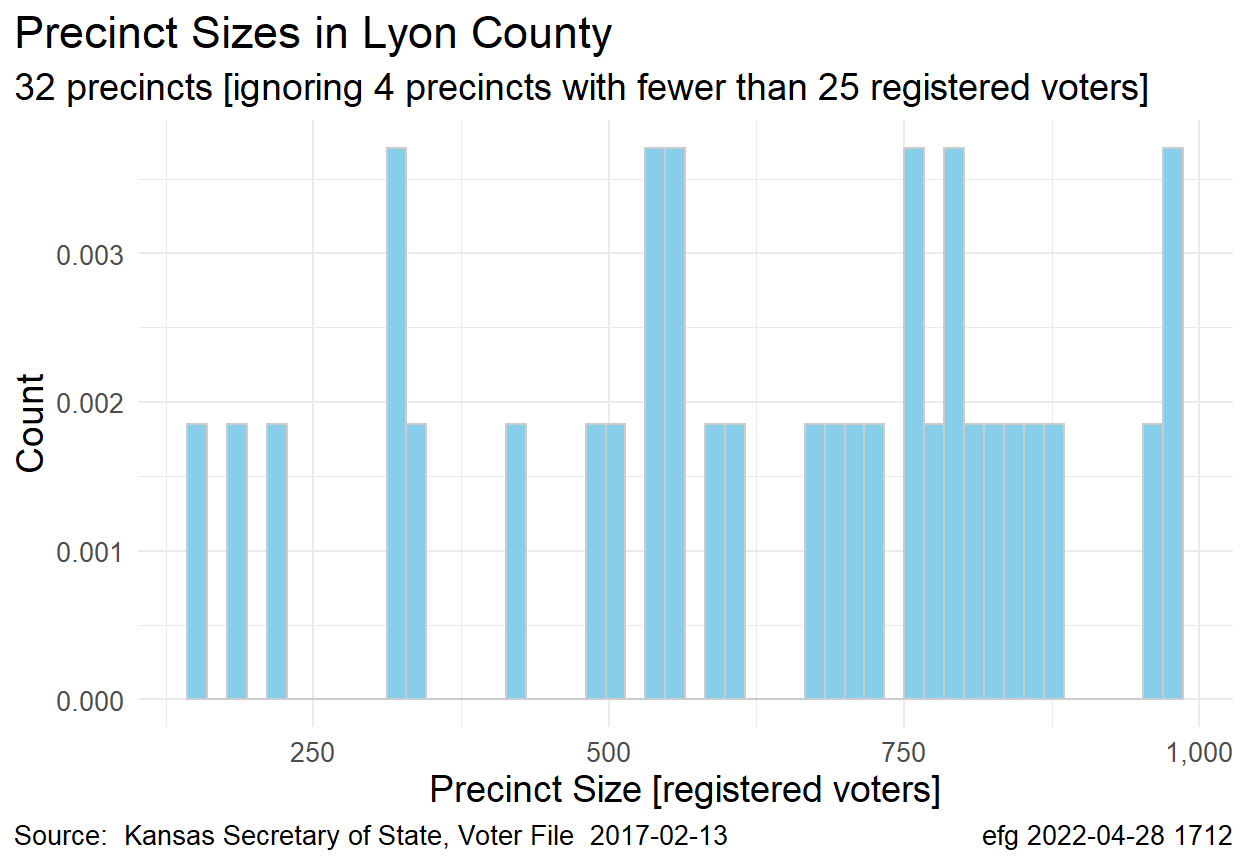 Precinct Sizes in Lyon County
32 precincts [ignoring 4 precincts with fewer than 25 registered voters]
0.003
0.002
0.001
0.000
Count
250 500 750 1,000
Precinct Size [registered voters]
Source:  Kansas Secretary of State, Voter File  2017-02-13
efg 2022-04-28 1712